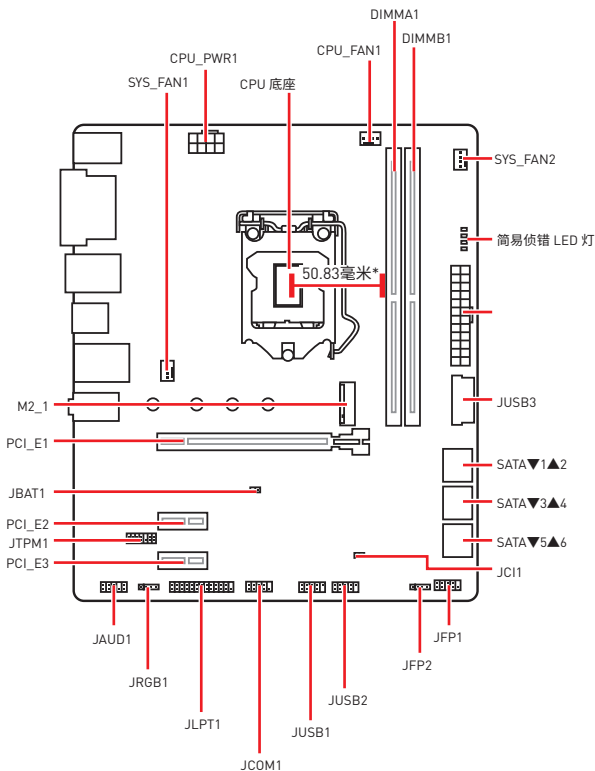 DIMMA1
DIMMB1
CPU_FAN1
CPU_PWR1
SYS_FAN1
CPU 底座
SYS_FAN2
简易侦错 LED 灯
50.83毫米*
JUSB3
M2_1
PCI_E1
SATA▼1▲2
JBAT1
SATA▼3▲4
PCI_E2
JTPM1
SATA▼5▲6
PCI_E3
JCI1
JAUD1
JFP1
JFP2
JRGB1
JUSB2
JLPT1
JUSB1
JCOM1